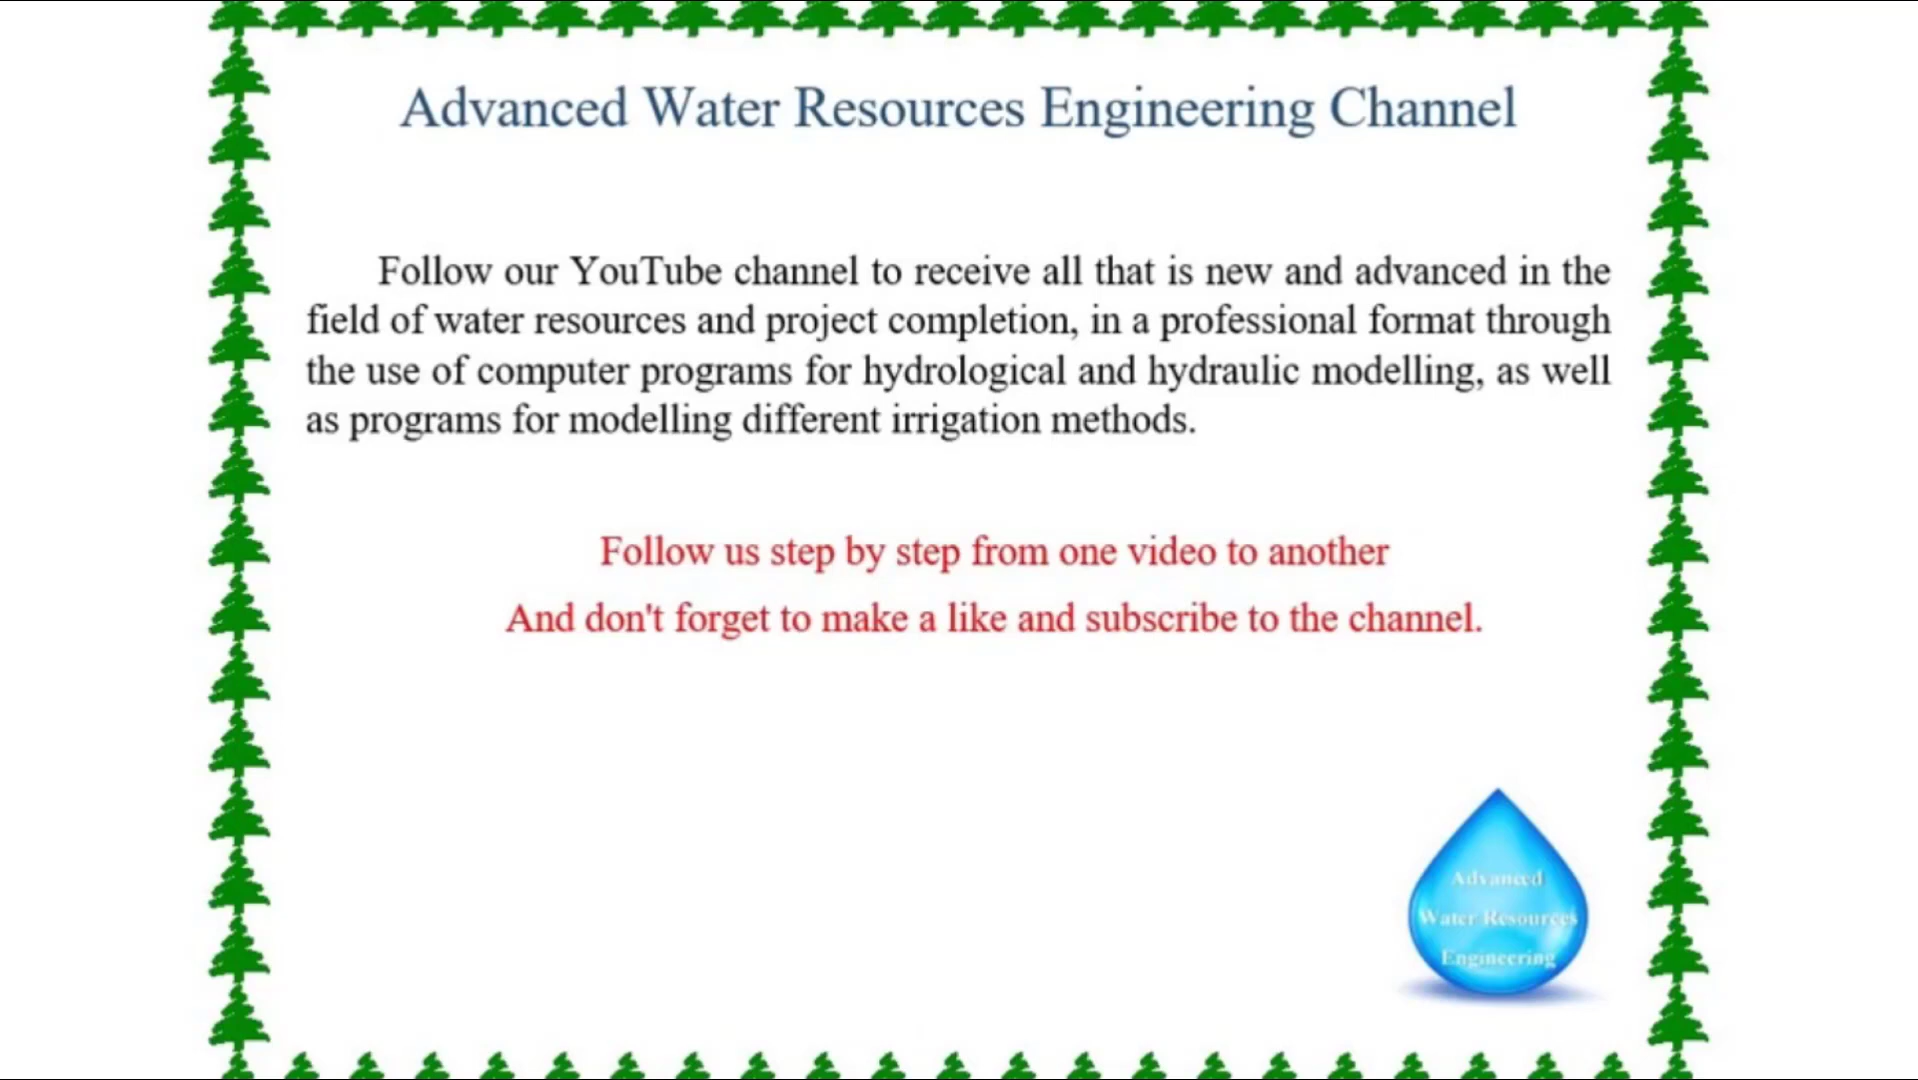 Advanced Water Resources Engineering Channel
Follow our YouTube channel to receive all that is new and advanced in the
field of water resources and project completion, in a professional format through
the use of computer programs for hydrological and hydraulic modelling, as well
as programs for modelling different irrigation methods.
Follow us step by step from one video to another
And don't forget to make a like and subscribe to the channel.
Advanced
Water Resources
Engineering